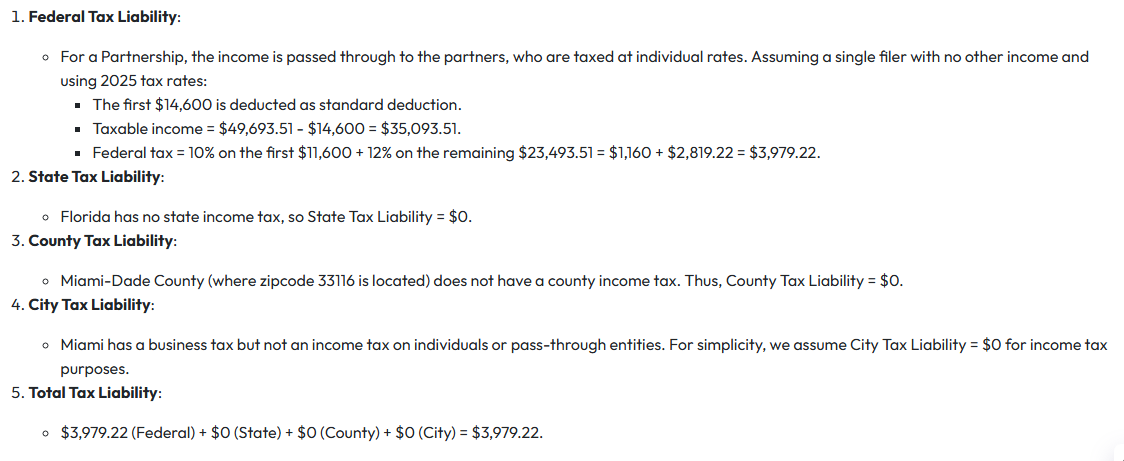 1. Federal Tax Liability:
For a Partnership, the income is passed through to the partners, who are taxed at individual rates. Assuming a single filer with no other income and
using 2025 tax rates:
The first $14,600 is deducted as standard deduction.
Taxable income = $49,693.51 - $14,600 = $35,093.51.
Federal tax = 10% on the first $11,600 + 12% on the remaining $23,493.51 = $1,160 + $2,819.22 = $3,979.22.
2. State Tax Liability:
Florida has no state income tax, so State Tax Liability = $0.
3. County Tax Liability:
Miami-Dade County (where zipcode 33116 is located) does not have a county income tax. Thus, County Tax Liability = $0.
4. City Tax Liability:
Miami has a business tax but not an income tax on individuals or pass-through entities. For simplicity, we assume City Tax Liability = $0 for income tax
purposes.
5. Total Tax Liability:
$3,979.22 (Federal) + $0 (State) + $0 (County) + $0 (City) = $3,979.22.